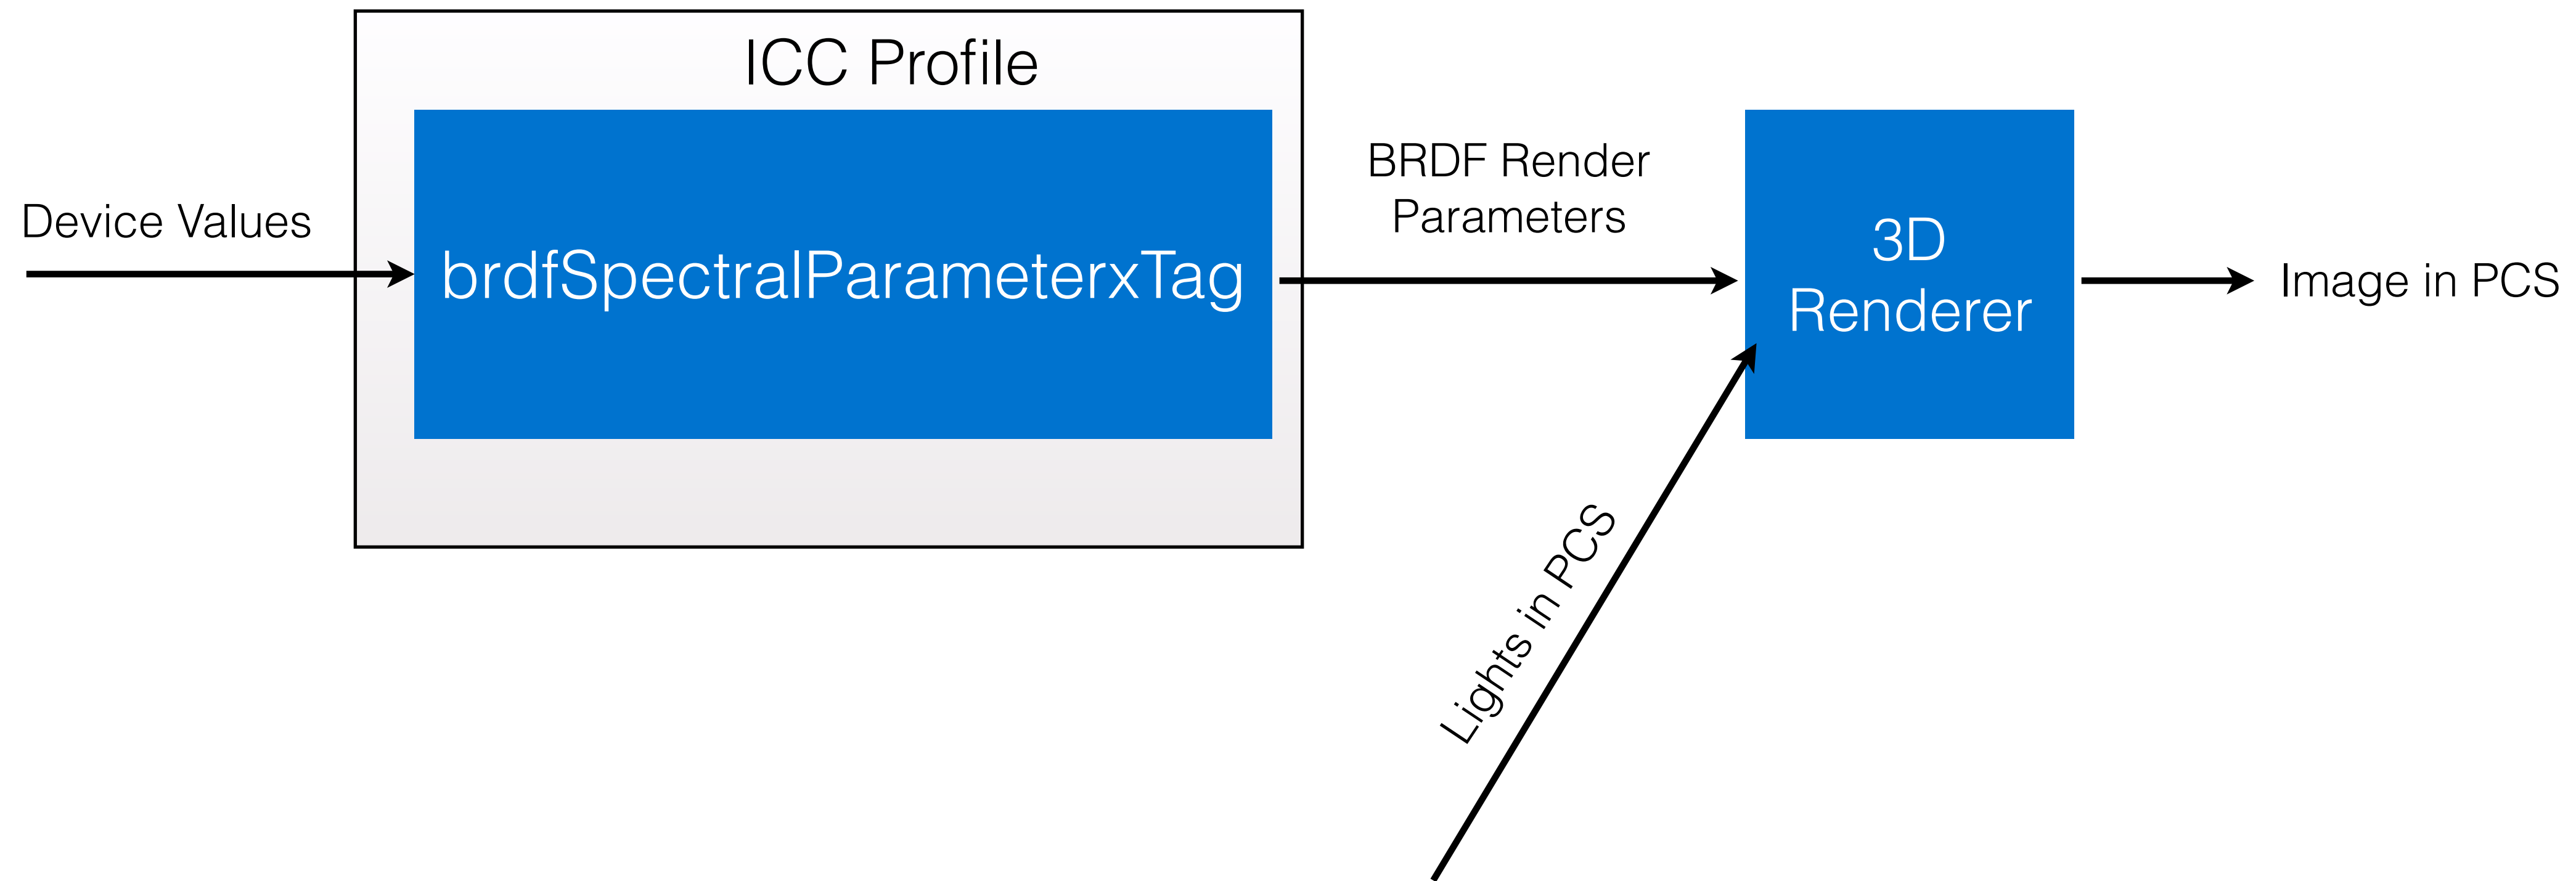 ICC Profile
Device Values
brdfSpectralParameterxTag
BRDF Render
Parameters
3D
Renderer
Image in PCS
Lights in PCS